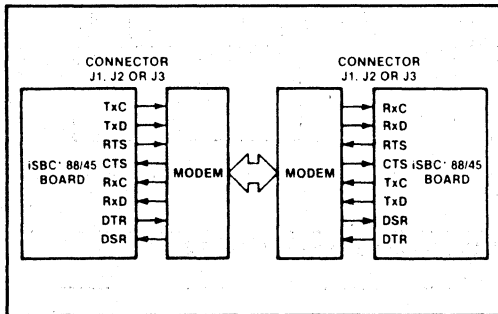 CONNECTOR
J1, J2 OR J3
CONNECTOR
J1, J2 OR J3
iSBC* 88/45
BOARD
TxC
TxD
RTS
CTS
RxC
RxD
DTR
DSR
MODEM
MODEM
RxC
RxD
RTS
CTS
TxC
TxD
DSR
DTR
iSBC* 88/45
BOARD